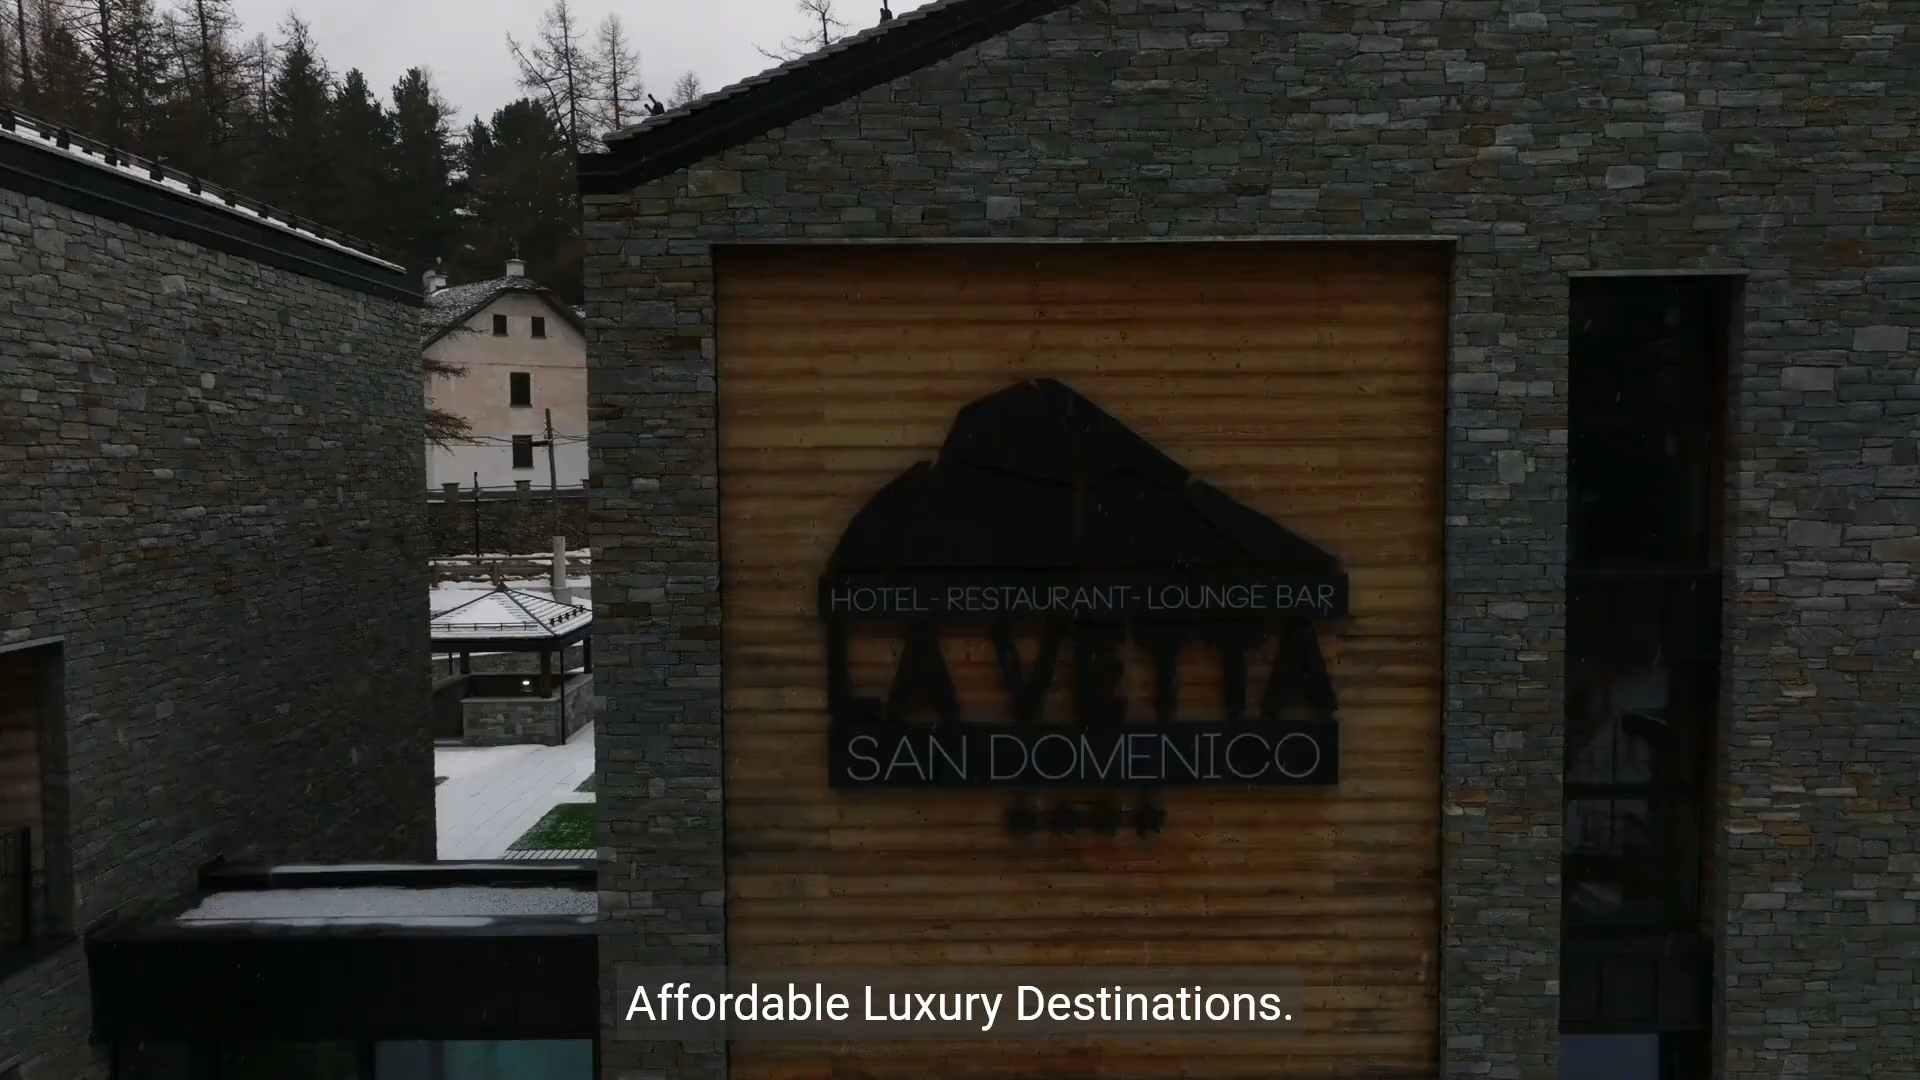 HOTEL-RESTAURANT-LOUNGE BAR
LA VETTA
SAN DOMENICO
Affordable Luxury Destinations.